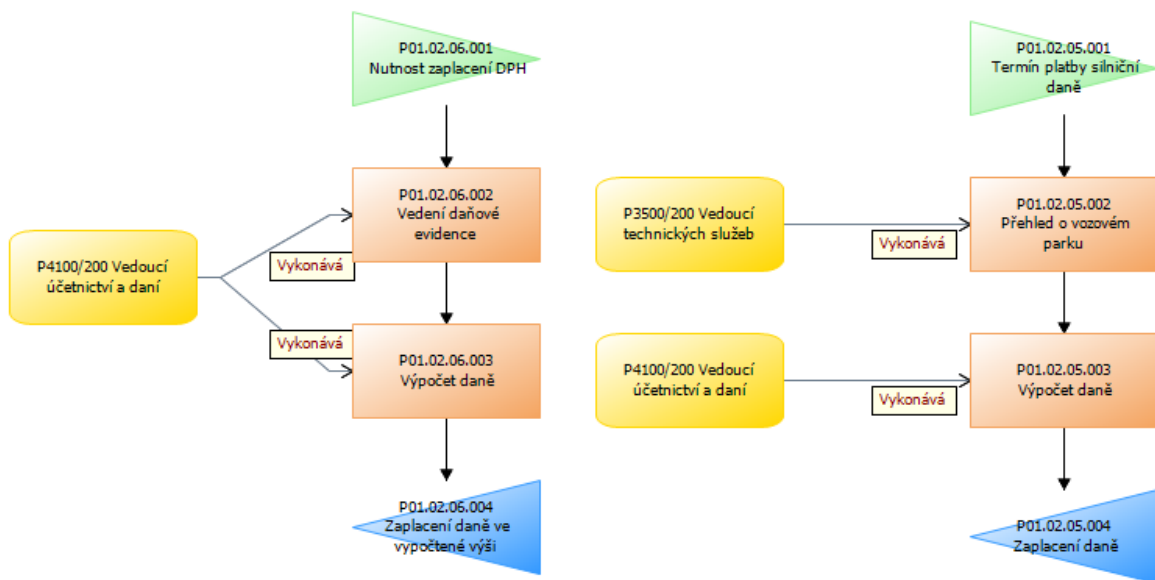 P01.02.06.001
Nutnost zaplacení DPH
P01.02.06.002
Vedení daňové
evidence
P4100/200 Vedoucí
účetnictví a daní
Vykonává
Vykonává
P01.02.06.003
Výpočet daně
P01.02.06.004
Zaplacení daně ve
vypočtené výši
P01.02.05.001
Termín platby silniční
daně
P3500/200 Vedoucí
technických služeb
Vykonává
P01.02.05.002
Přehled o vozovém
parku
P4100/200 Vedoucí
účetnictví a daní
Vykonává
P01.02.05.003
Výpočet daně
P01.02.05.004
Zaplacení daně